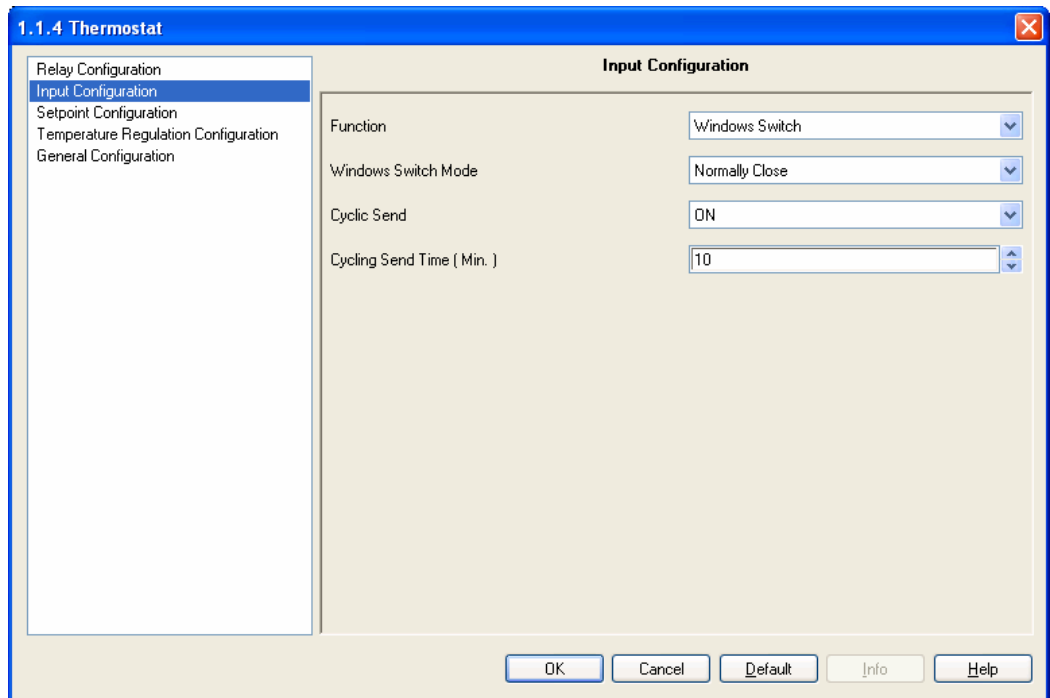 1.1.4 Thermostat
Relay Configuration
Input Configuration
Setpoint Configuration
Temperature Regulation Configuration
General Configuration
Input Configuration
Function
Windows Switch
Windows Switch Mode
Normally Close
Cyclic Send
ON
Cycling Send Time ( Min. )
10
OK
Cancel
Default
Info
Help